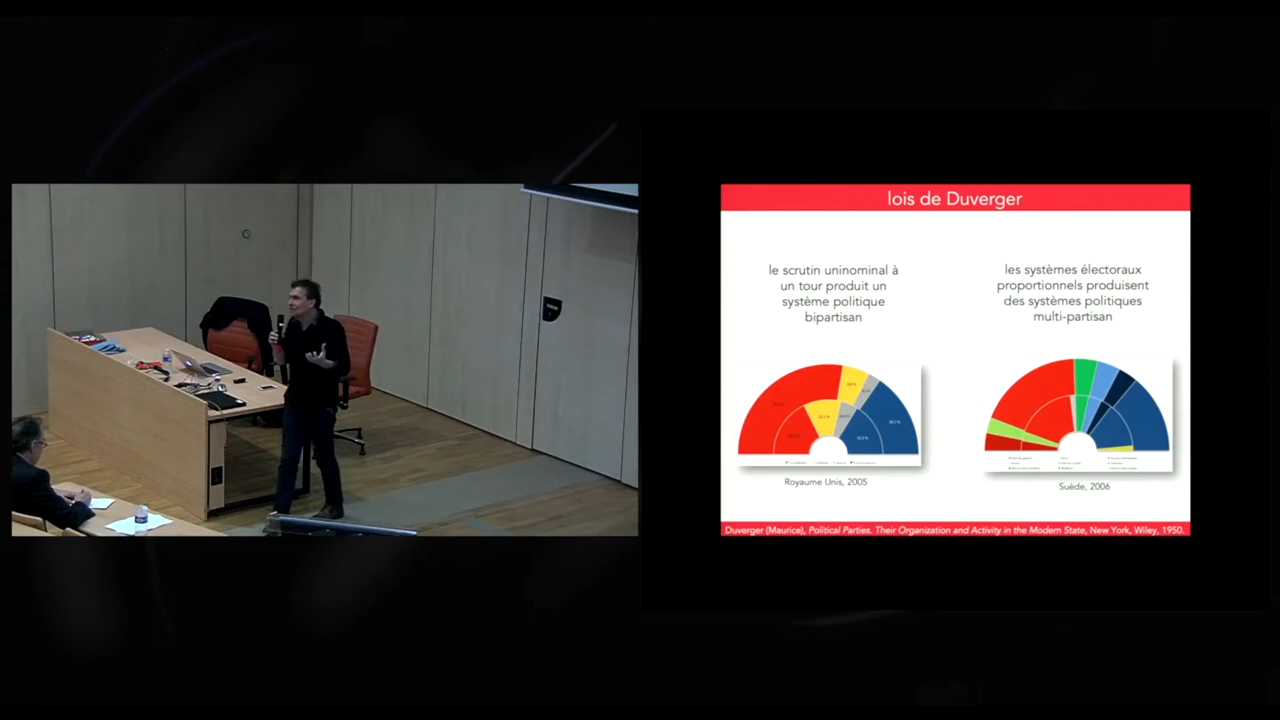 lois de Duverger
le scrutin uninominal à
un tour produit un
système politique
bipartisan
les systèmes électoraux
proportionnels produisent
des systèmes politiques
multi-partisan
Royaume Unis, 2005
Suède, 2006
Duverger (Maurice), Political Parties. Their Organization and Activity in the Modern State, New York, Wiley, 1950.